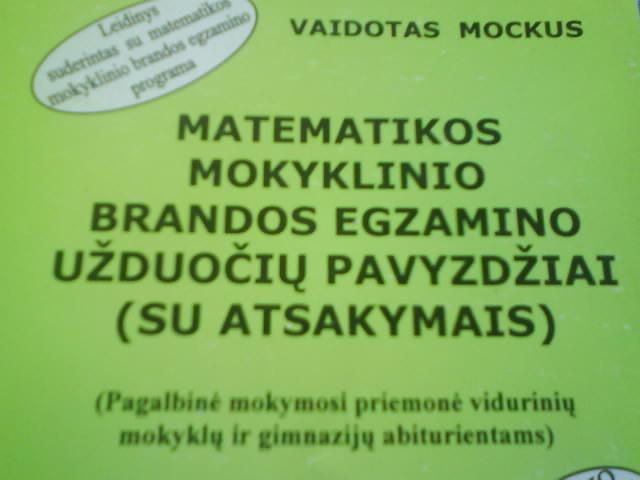 Leidinys
suderintas su matematikos
mokyklinio brandos egzamino
programa
VAIDOTAS MOCKUS
MATEMATIKOS
MOKYKLINIO
BRANDOS EGZAMINO
UŽDUOČIŲ PAVYZDŽIAI
(SU ATSAKYMAIS)
(Pagalbinė mokymosi priemonė vidurinių
mokyklų ir gimnazijų abiturientams)